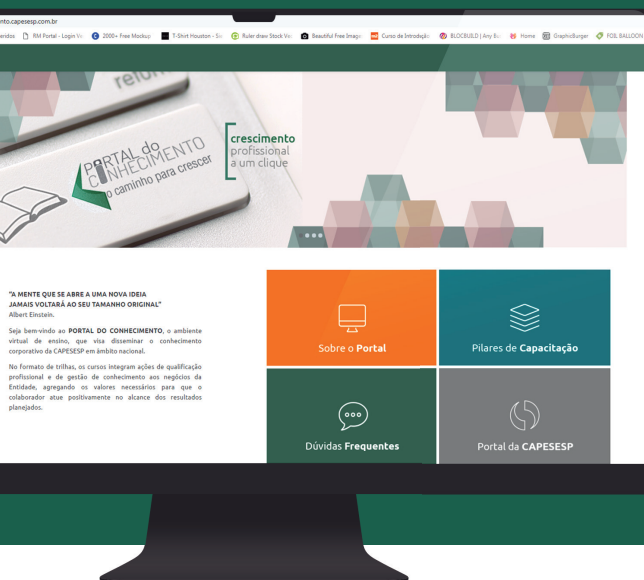 nto.capesesp.com.br
eridos RM Portal - Login 2000+ Free Mockup T-Shirt Houston - Ruler draw Stock Beautiful Free Image Curso de Introdução BLOCBUILD | Any Home GraphicBurger FOIL BALLOON
PORTAL do
CONHECIMENTO
o caminho para crescer
crescimento
profissional
a um clique
"A MENTE QUE SE ABRE A UMA NOVA IDEIA
JAMAIS VOLTARÁ AO SEU TAMANHO ORIGINAL"
Albert Einstein.
Seja bem-vindo ao PORTAL DO CONHECIMENTO, o ambiente
virtual de ensino, que visa disseminar o conhecimento
corporativo da CAPESESP em âmbito nacional.
No formato de trilhas, os cursos integram ações de qualificação
profissional e de gestão de conhecimento aos negócios da
Entidade, agregando os valores necessários para que o
colaborador atue positivamente no alcance dos resultados
planejados.
Sobre o Portal
Pilares de Capacitação
Dúvidas Frequentes
Portal da CAPESESP